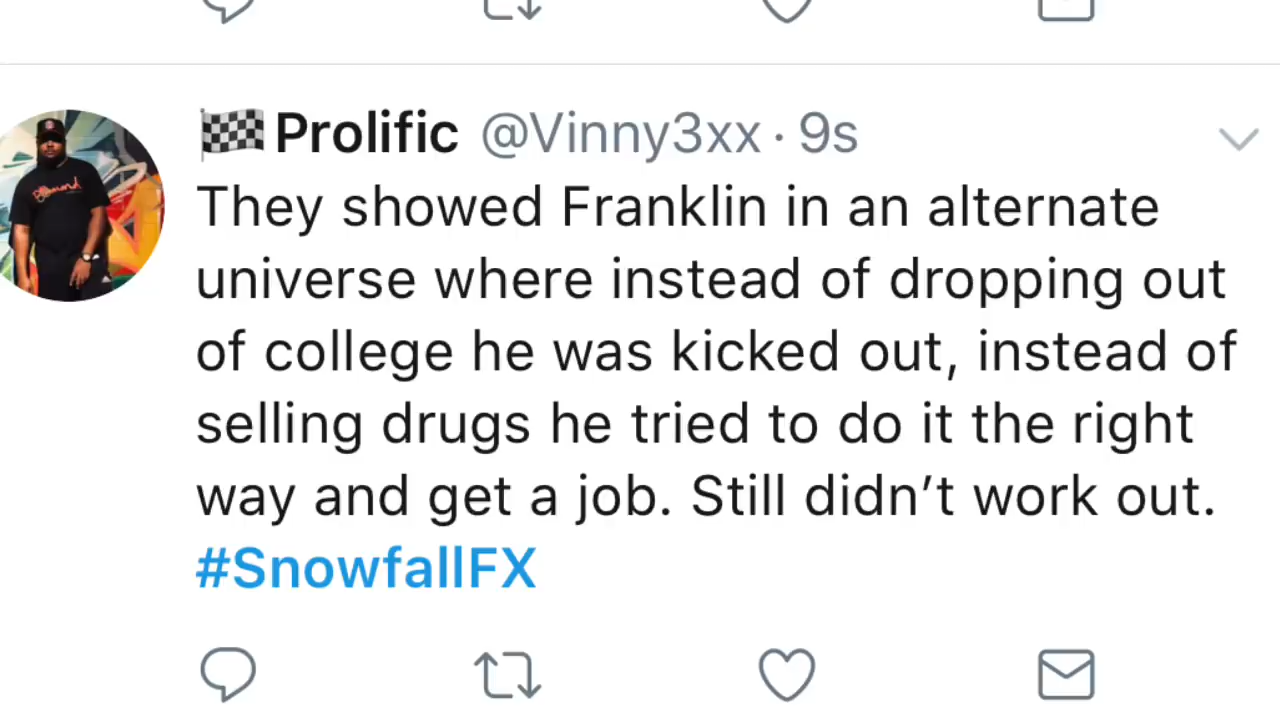 🏁Prolific @Vinny3xx · 9s
They showed Franklin in an alternate
universe where instead of dropping out
of college he was kicked out, instead of
selling drugs he tried to do it the right
way and get a job. Still didn’t work out.
#SnowfallFX
Diamond